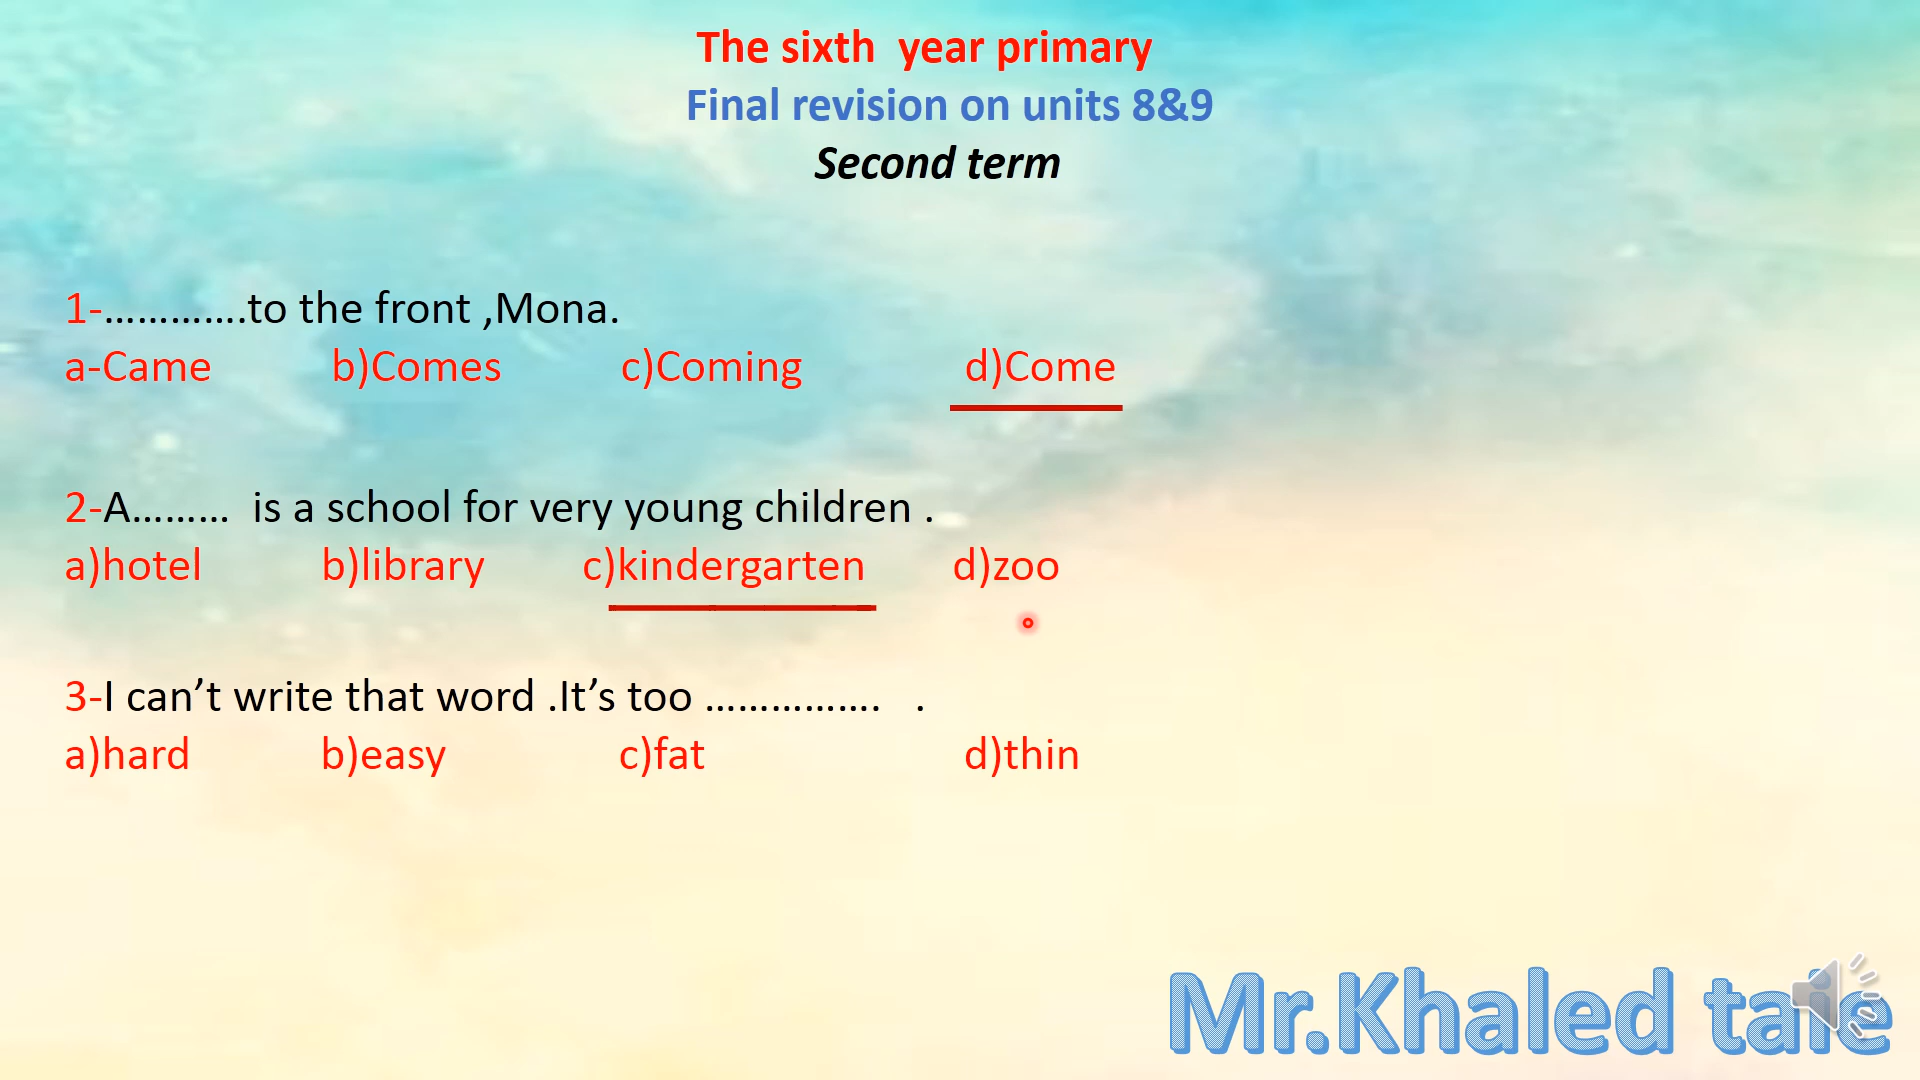 The sixth year primary
Final revision on units 8&9
Second term
1-………….to the front ,Mona.
a-Came b)Comes c)Coming d)Come
2-A……… is a school for very young children .
a)hotel b)library c)kindergarten d)zoo
3-I can’t write that word .It’s too ……………. .
a)hard b)easy c)fat d)thin
Mr.Khaled